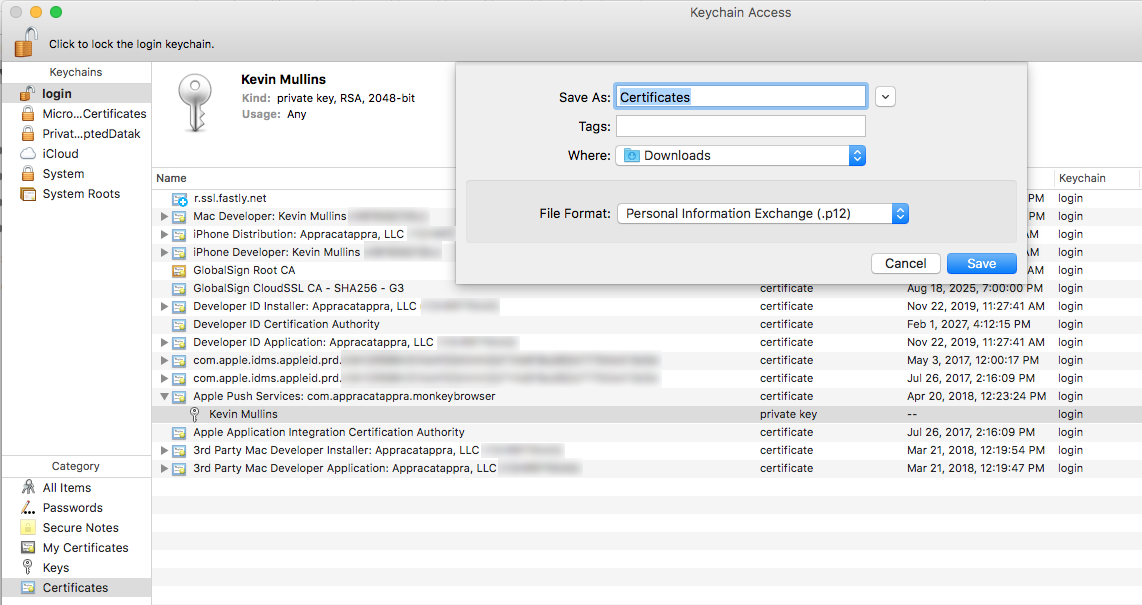 Keychain Access
Click to lock the login keychain.
Keychains
login
Micro...Certificates
Privat...ptedDatak
iCloud
System
System Roots
Kevin Mullins
Kind: private key, RSA, 2048-bit
Usage: Any
Save As: Certificates
Tags:
Where: Downloads
File Format: Personal Information Exchange (.p12)
Cancel Save
Name Keychain
r.ssl.fastly.net PM login
Mac Developer: Kevin Mullins PM login
iPhone Distribution: Appracatappra, LLC AM login
iPhone Developer: Kevin Mullins AM login
GlobalSign Root CA AM login
GlobalSign CloudSSL CA - SHA256 - G3 certificate Aug 18, 2025, 7:00:00 PM login
Developer ID Installer: Appracatappra, LLC certificate Nov 22, 2019, 11:27:41 AM login
Developer ID Certification Authority certificate Feb 1, 2027, 4:12:15 PM login
Developer ID Application: Appracatappra, LLC certificate Nov 22, 2019, 11:27:41 AM login
com.apple.idms.appleid.prd. certificate May 3, 2017, 12:00:17 PM login
com.apple.idms.appleid.prd. certificate Jul 26, 2017, 2:16:09 PM login
Apple Push Services: com.appracatappra.monkeybrowser certificate Apr 20, 2018, 12:23:24 PM login
Kevin Mullins private key -- login
Apple Application Integration Certification Authority certificate Jul 26, 2017, 2:16:09 PM login
3rd Party Mac Developer Installer: Appracatappra, LLC certificate Mar 21, 2018, 12:19:54 PM login
3rd Party Mac Developer Application: Appracatappra, LLC certificate Mar 21, 2018, 12:19:47 PM login
Category
All Items
Passwords
Secure Notes
My Certificates
Keys
Certificates